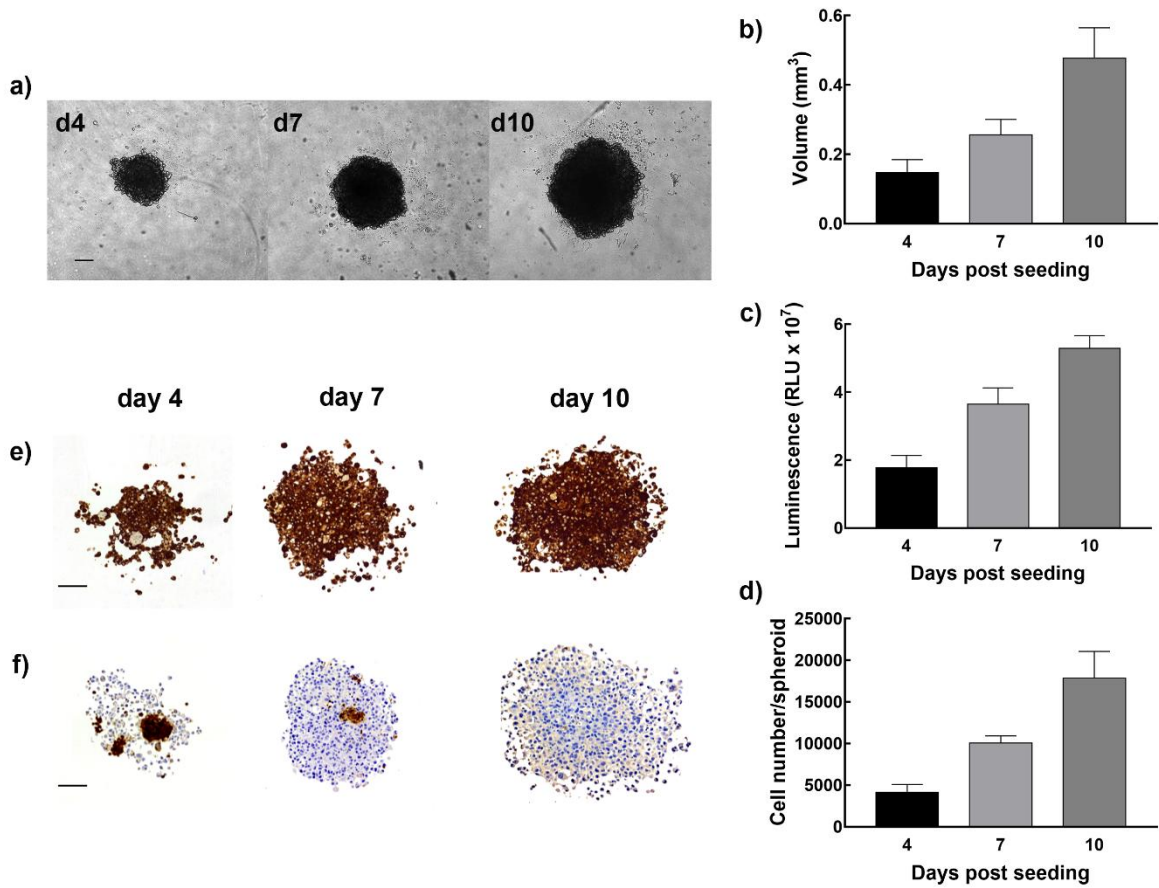 a)
d4
d7
d10
b)
Volume (mm³)
0.6
0.4
0.2
0.0
4
7
10
Days post seeding
c)
Luminescence (RLU x 10⁷)
6
4
2
0
4
7
10
Days post seeding
d)
Cell number/spheroid
25000
20000
15000
10000
5000
0
4
7
10
Days post seeding
day 4
day 7
day 10
e)
f)